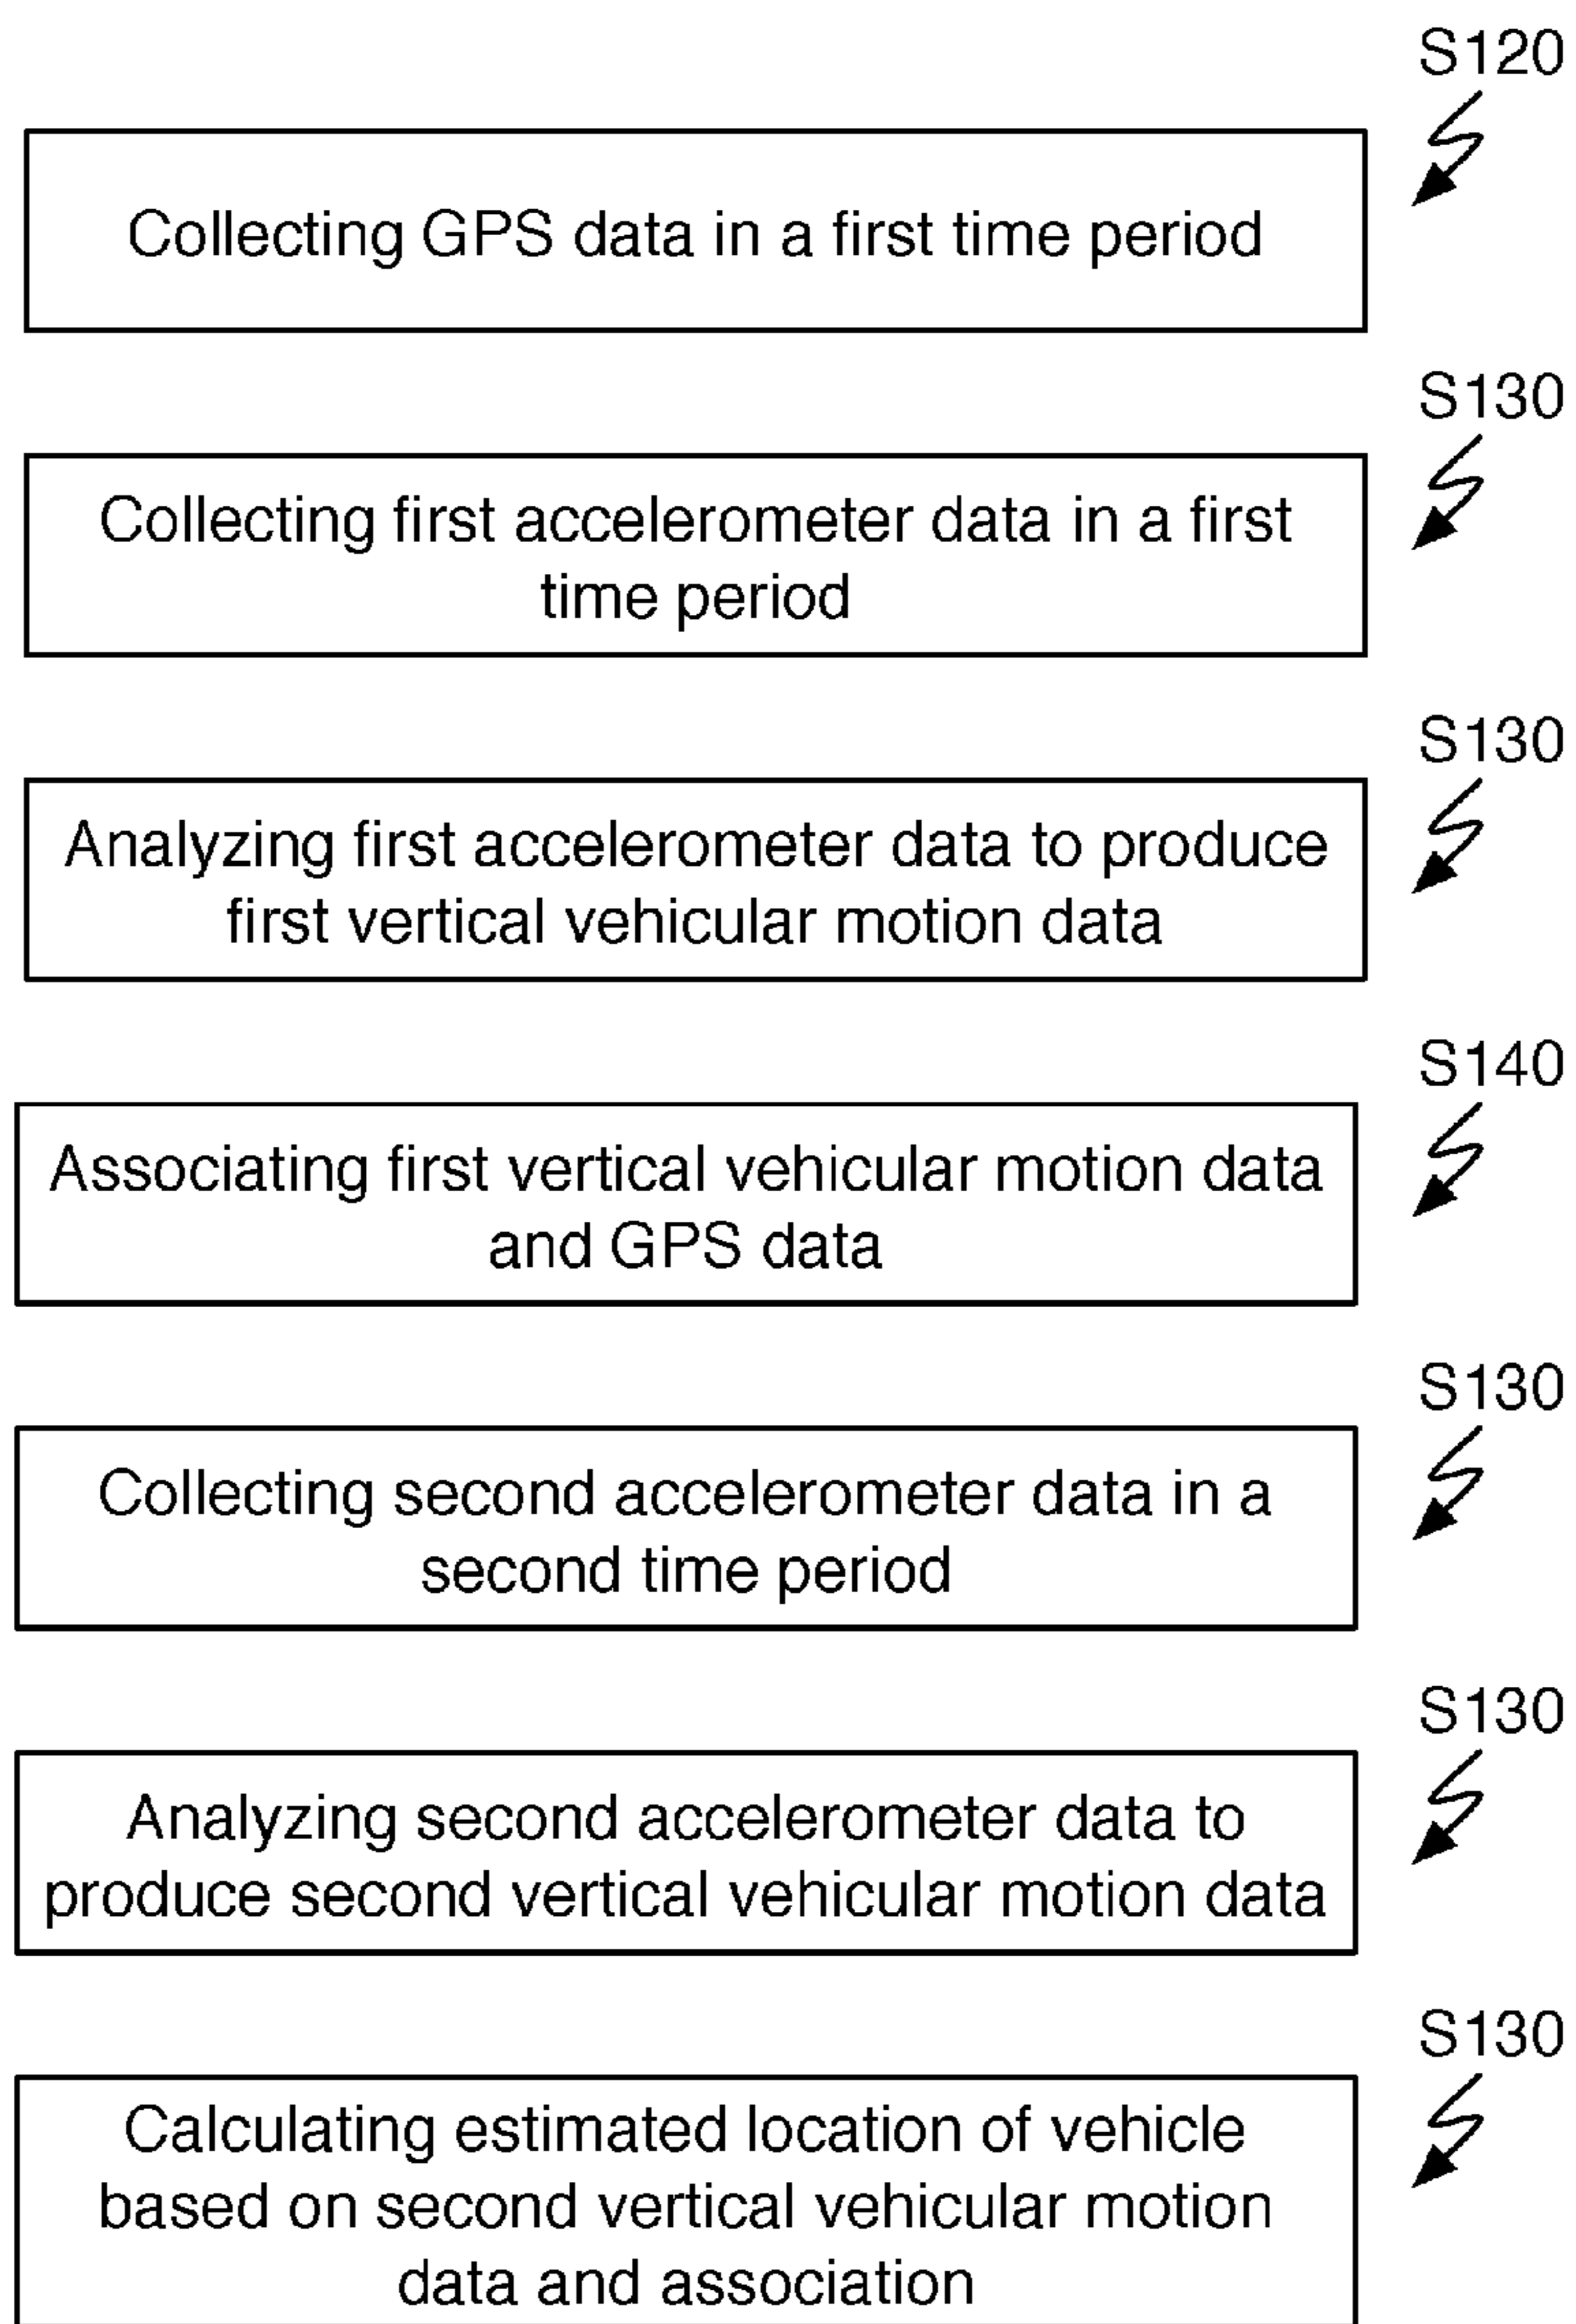 S120
Collecting GPS data in a first time period
S130
Collecting first accelerometer data in a first
time period
S130
Analyzing first accelerometer data to produce
first vertical vehicular motion data
S140
Associating first vertical vehicular motion data
and GPS data
S130
Collecting second accelerometer data in a
second time period
S130
Analyzing second accelerometer data to
produce second vertical vehicular motion data
S130
Calculating estimated location of vehicle
based on second vertical vehicular motion
data and association